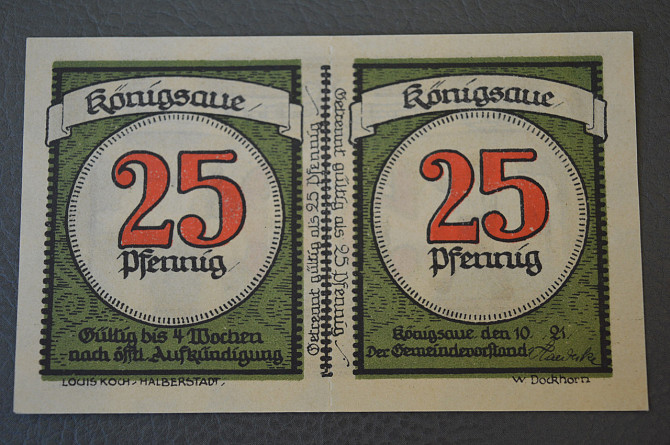 Königsaue
25
Pfennig
Gültig bis 4 Wochen
nach öfftl. Aufkündigung
LOUIS KOCH - HALBERSTADT.
Getrennt gültig als 25 Pfennig
Getrennt gültig als 25 Pfennig
Königsaue
25
Pfennig
Königsaue den 10. 21.
Der Gemeindevorstand
W. Dockhorn